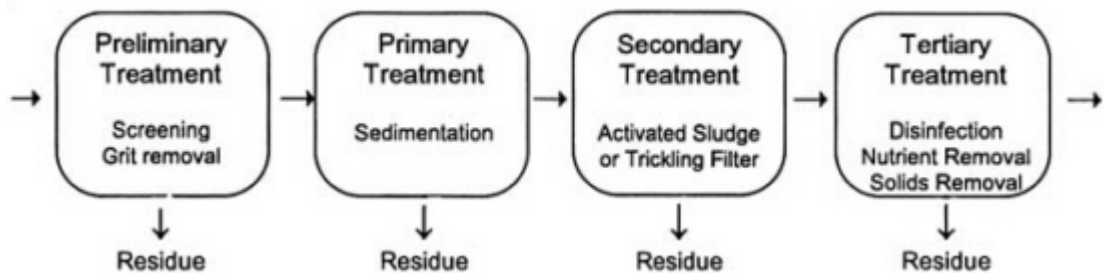 Preliminary
Treatment
Screening
Grit removal
Residue
Primary
Treatment
Sedimentation
Residue
Secondary
Treatment
Activated Sludge
or Trickling Filter
Residue
Tertiary
Treatment
Disinfection
Nutrient Removal
Solids Removal
Residue